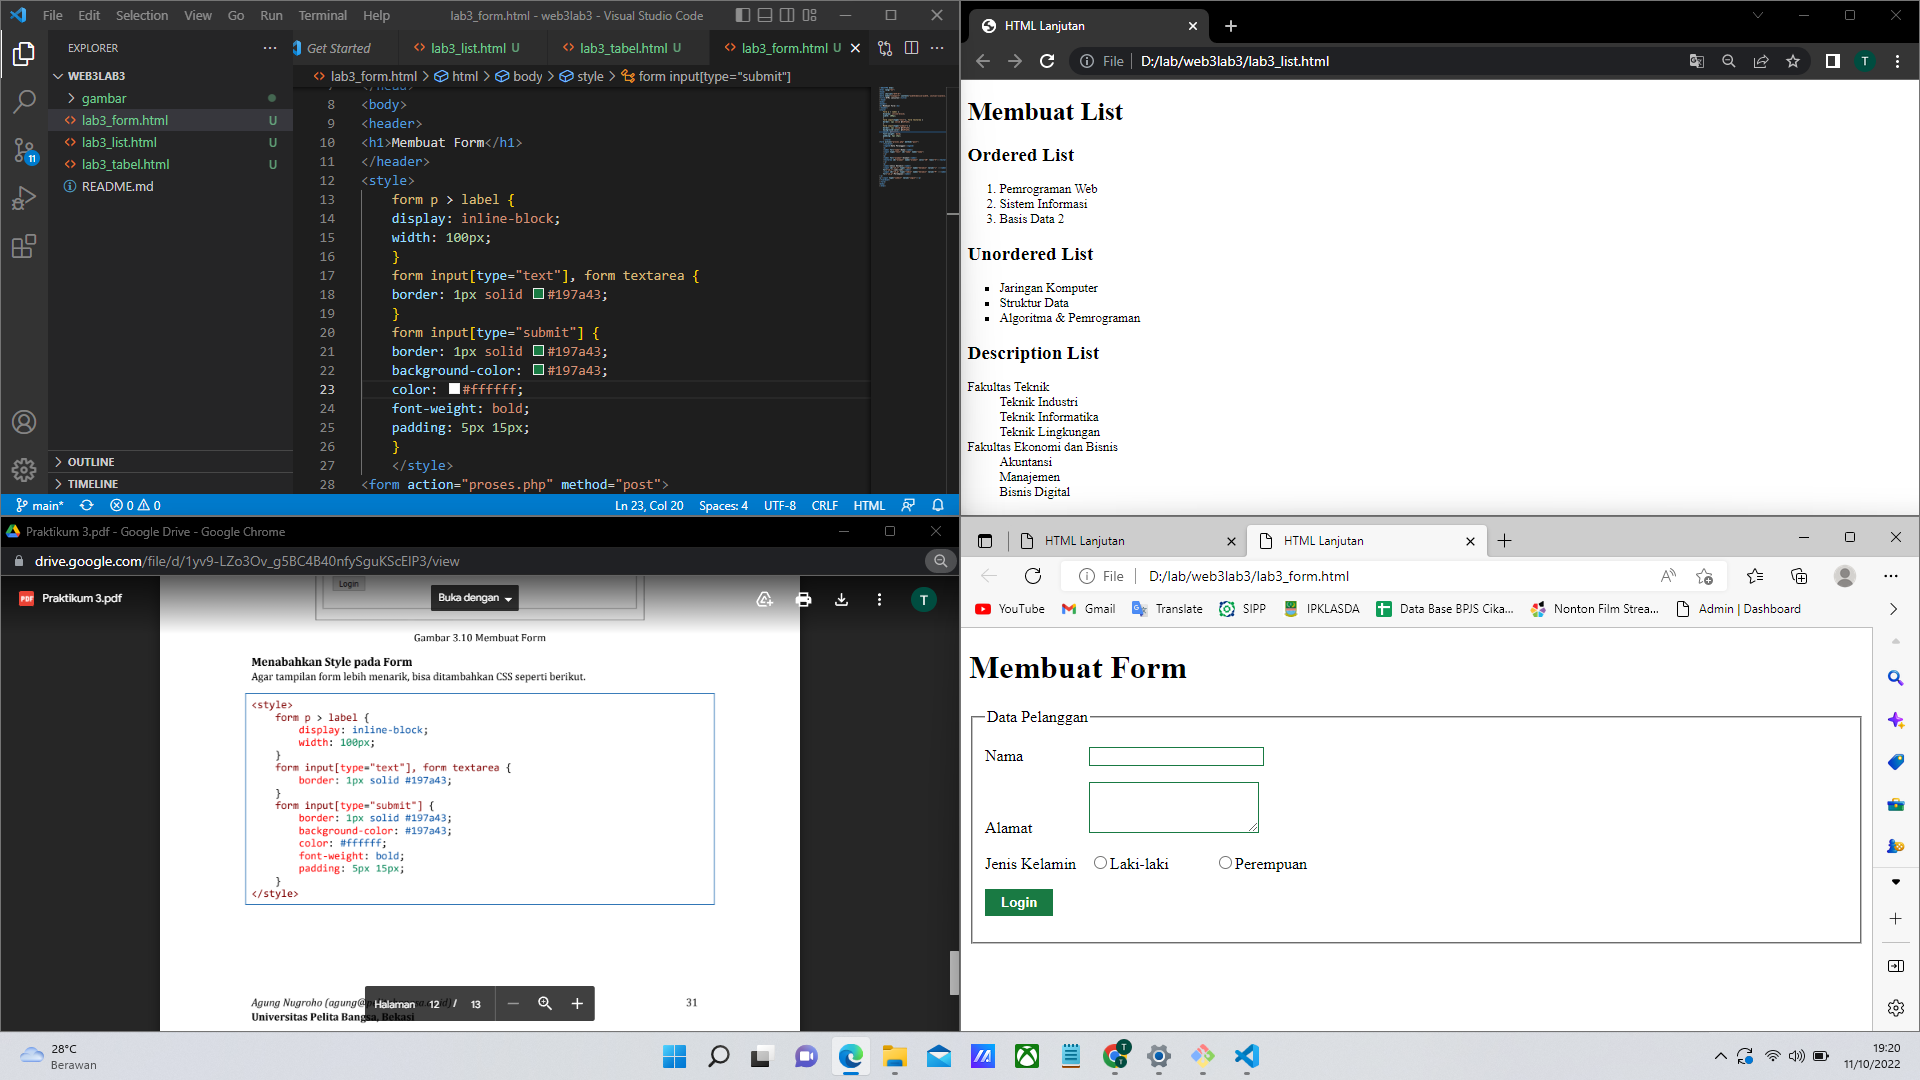 File Edit Selection View Go Run Terminal Help
lab3_form.html - web3lab3 - Visual Studio Code
EXPLORER
WEB3LAB3
gambar
lab3_form.html U
lab3_list.html U
lab3_tabel.html U
README.md
OUTLINE
TIMELINE
Get Started
lab3_list.html U
lab3_tabel.html U
lab3_form.html U
lab3_form.html > html > body > style > form input[type="submit"]
8 <body>
9 <header>
10 <h1>Membuat Form</h1>
11 </header>
12 <style>
13 form p > label {
14 display: inline-block;
15 width: 100px;
16 }
17 form input[type="text"], form textarea {
18 border: 1px solid #197a43;
19 }
20 form input[type="submit"] {
21 border: 1px solid #197a43;
22 background-color: #197a43;
23 color: #ffffff;
24 font-weight: bold;
25 padding: 5px 15px;
26 }
27 </style>
28 <form action="proses.php" method="post">
11
main* 0 0 Ln 23, Col 20 Spaces: 4 UTF-8 CRLF HTML
HTML Lanjutan
File D:/lab/web3lab3/lab3_list.html
T
Membuat List
Ordered List
1. Pemrograman Web
2. Sistem Informasi
3. Basis Data 2
Unordered List
Jaringan Komputer
Struktur Data
Algoritma & Pemrograman
Description List
Fakultas Teknik
Teknik Industri
Teknik Informatika
Teknik Lingkungan
Fakultas Ekonomi dan Bisnis
Akuntansi
Manajemen
Bisnis Digital
Praktikum 3.pdf - Google Drive - Google Chrome
drive.google.com/file/d/1yv9-LZo3Ov_g5BC4B40nfySguKScElP3/view
PDF Praktikum 3.pdf
Login
Buka dengan
T
Gambar 3.10 Membuat Form
Menabahkan Style pada Form
Agar tampilan form lebih menarik, bisa ditambahkan CSS seperti berikut.
<style>
form p > label {
display: inline-block;
width: 100px;
}
form input[type="text"], form textarea {
border: 1px solid #197a43;
}
form input[type="submit"] {
border: 1px solid #197a43;
background-color: #197a43;
color: #ffffff;
font-weight: bold;
padding: 5px 15px;
}
</style>
Agung Nugroho (agung@
31
Universitas Pelita Bangsa, Bekasi
Halaman 12 / 13
HTML Lanjutan
HTML Lanjutan
File D:/lab/web3lab3/lab3_form.html
YouTube Gmail Translate SIPP IPKLASDA Data Base BPJS Cika... Nonton Film Strea... Admin | Dashboard
Membuat Form
Data Pelanggan
Nama
Alamat
Jenis Kelamin Laki-laki Perempuan
Login
28°C
Berawan
19:20
11/10/2022